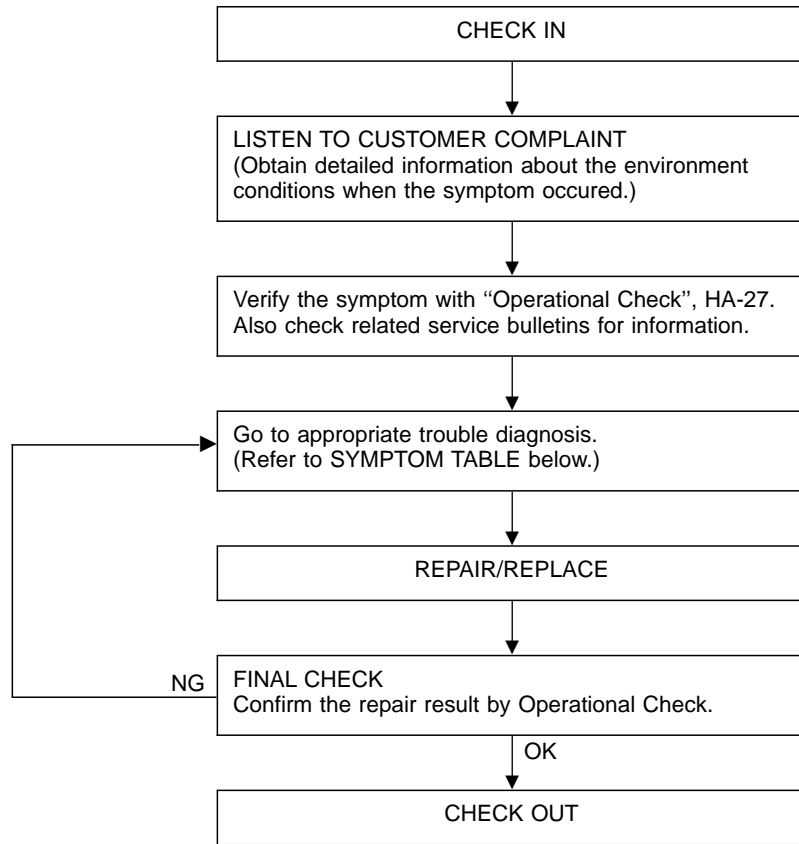 CHECK IN
LISTEN TO CUSTOMER COMPLAINT
(Obtain detailed information about the environment
conditions when the symptom occured.)
Verify the symptom with “Operational Check”, HA-27.
Also check related service bulletins for information.
Go to appropriate trouble diagnosis.
(Refer to SYMPTOM TABLE below.)
REPAIR/REPLACE
NG
FINAL CHECK
Confirm the repair result by Operational Check.
OK
CHECK OUT